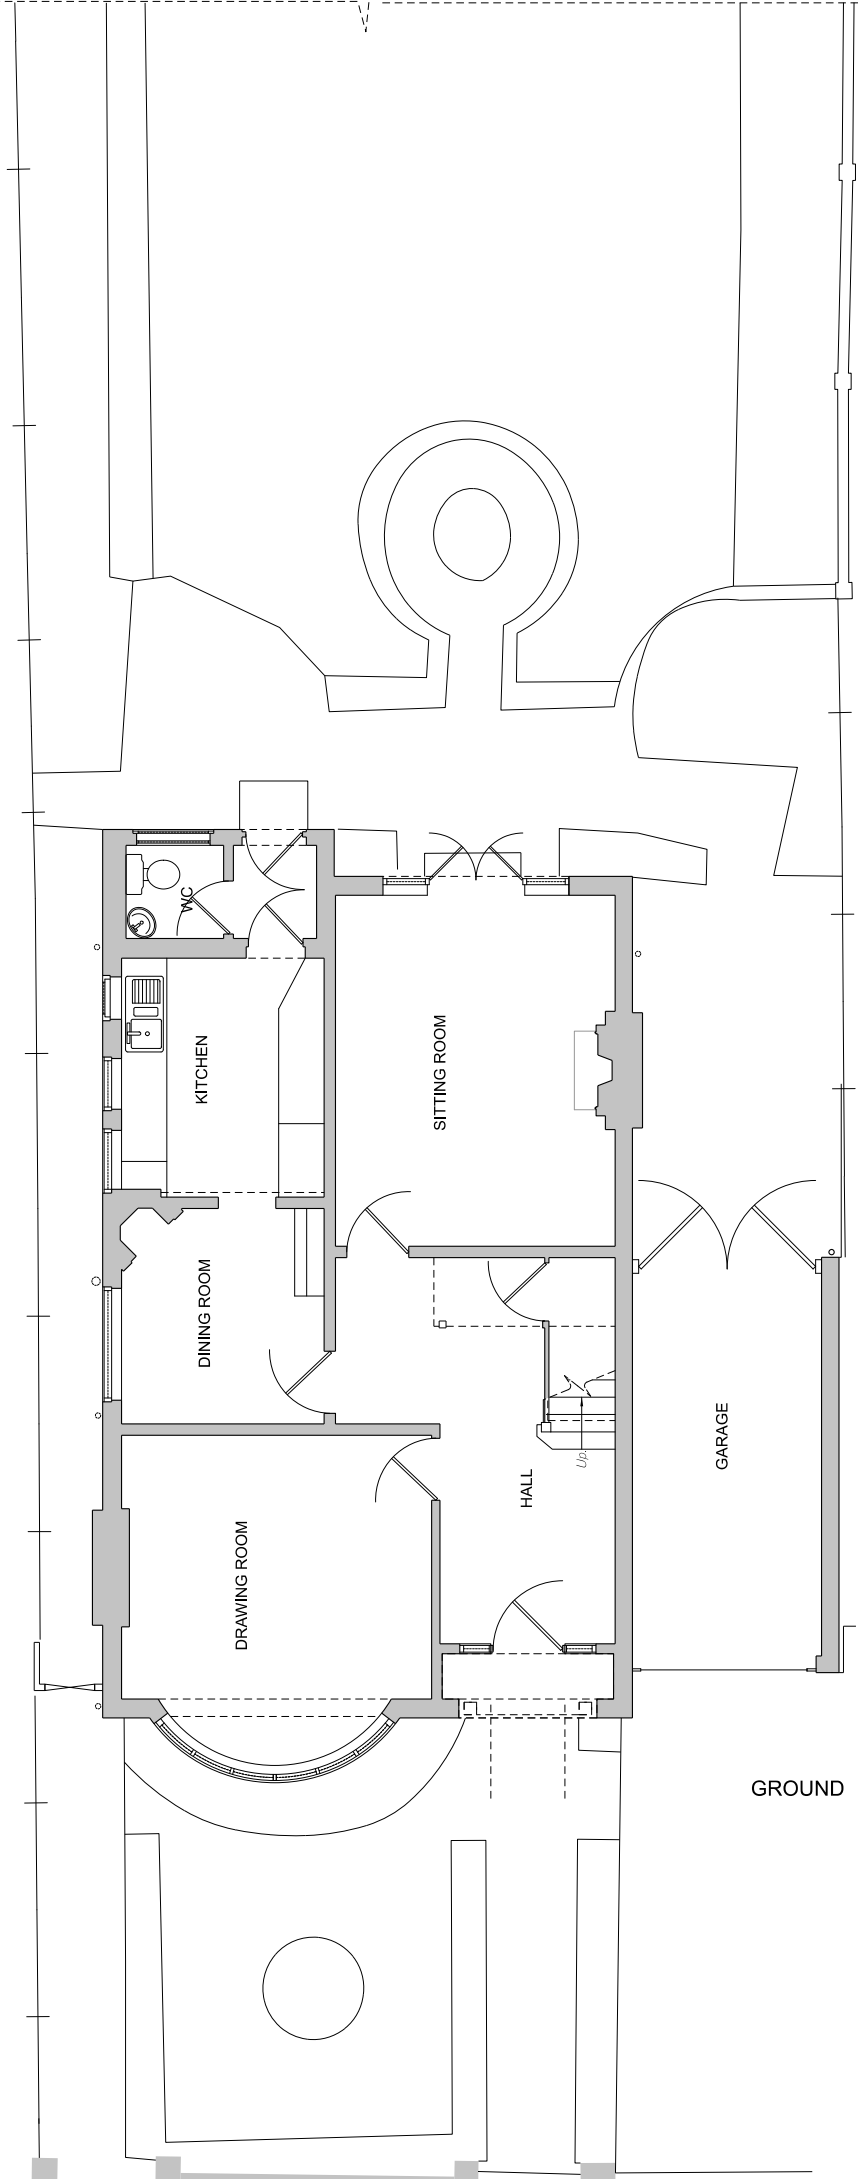 WC
KITCHEN
SITTING ROOM
DINING ROOM
GARAGE
HALL
Up.
DRAWING ROOM
GROUND